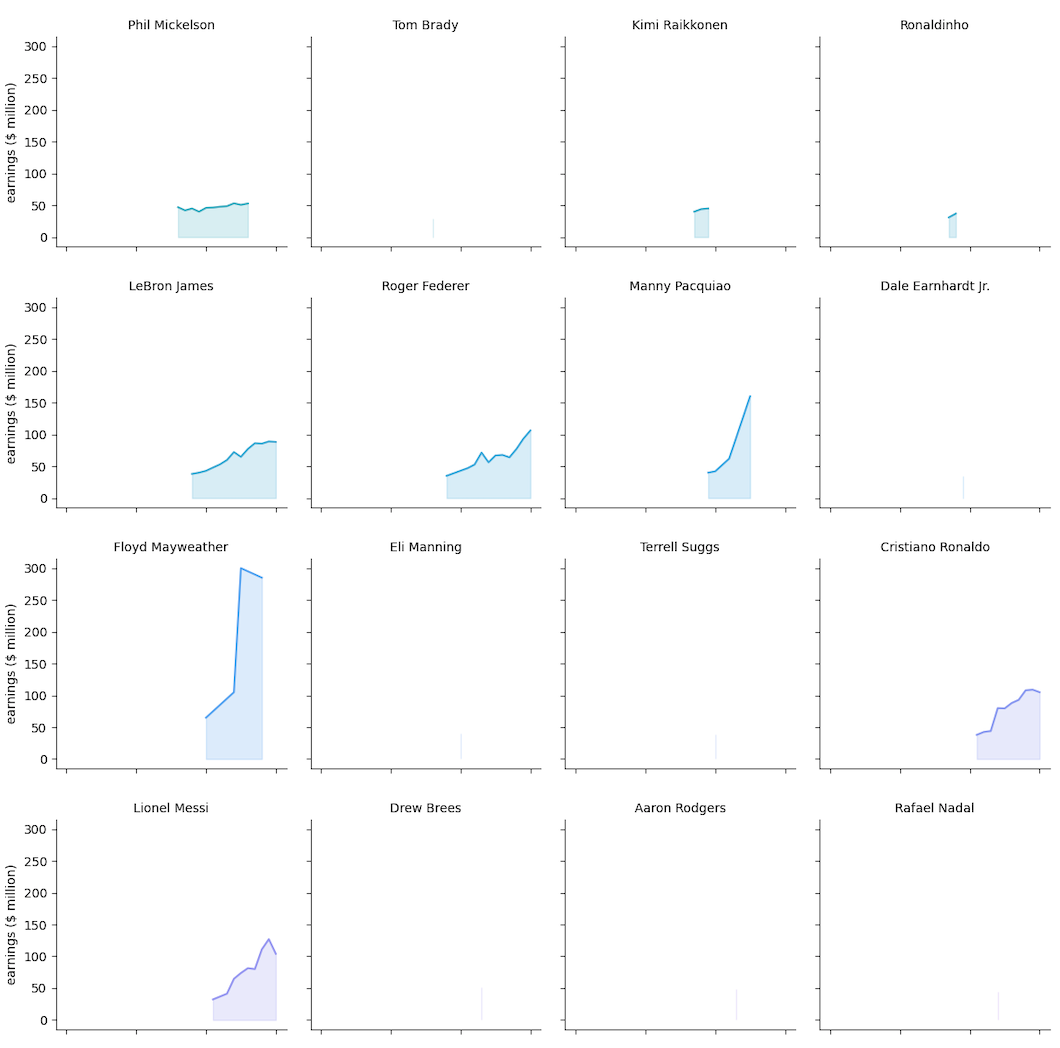 Phil Mickelson
Tom Brady
Kimi Raikkonen
Ronaldinho
earnings ($ million)
300
250
200
150
100
50
0
LeBron James
Roger Federer
Manny Pacquiao
Dale Earnhardt Jr.
earnings ($ million)
300
250
200
150
100
50
0
Floyd Mayweather
Eli Manning
Terrell Suggs
Cristiano Ronaldo
earnings ($ million)
300
250
200
150
100
50
0
Lionel Messi
Drew Brees
Aaron Rodgers
Rafael Nadal
earnings ($ million)
300
250
200
150
100
50
0